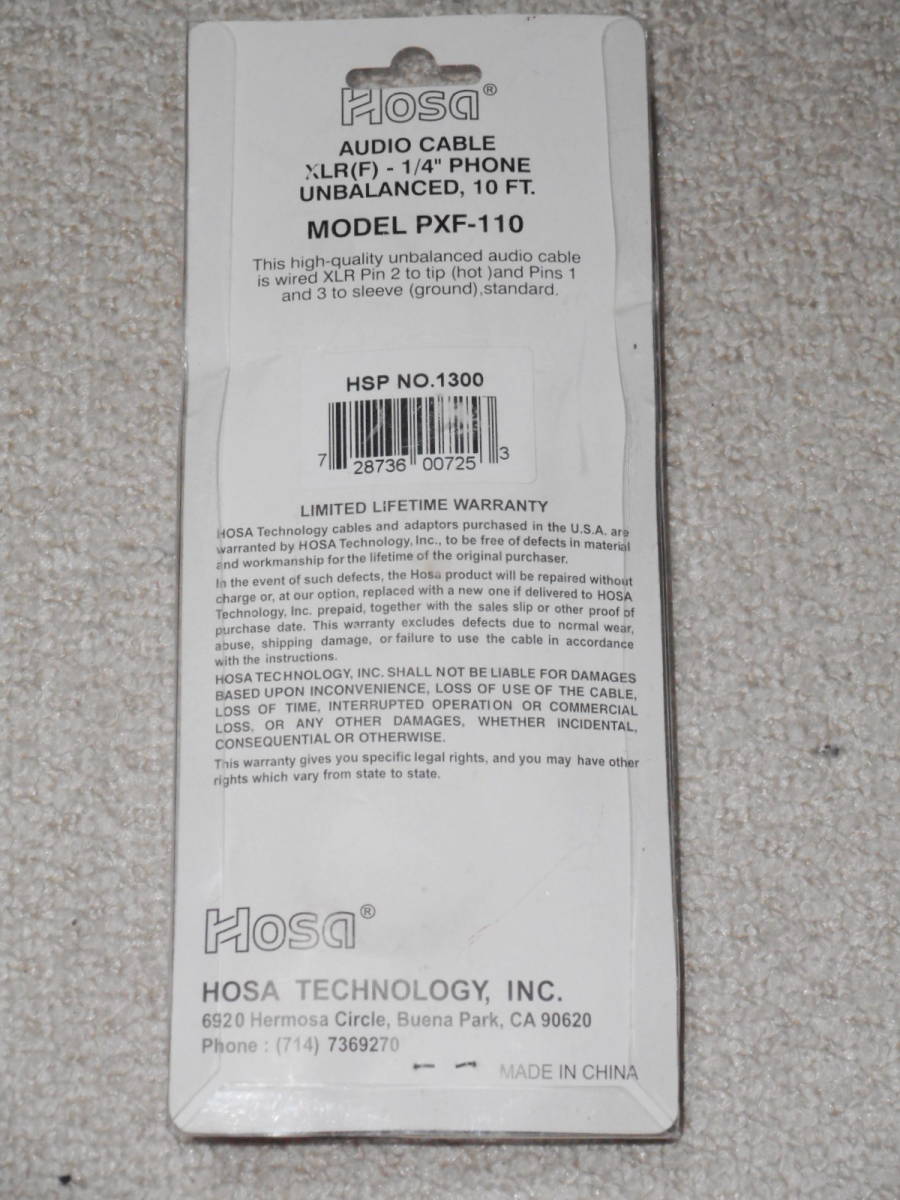 Hosa®
AUDIO CABLE
XLR(F) - 1/4" PHONE
UNBALANCED, 10 FT.
MODEL PXF-110
This high-quality unbalanced audio cable
is wired XLR Pin 2 to tip (hot )and Pins 1
and 3 to sleeve (ground),standard.
HSP NO.1300
7 28736 00725 3
LIMITED LIFETIME WARRANTY
HOSA Technology cables and adaptors purchased in the U.S.A. are
warranted by HOSA Technology, Inc., to be free of defects in material
and workmanship for the lifetime of the original purchaser.
In the event of such defects, the Hosa product will be repaired without
charge or, at our option, replaced with a new one if delivered to HOSA
Technology, Inc. prepaid, together with the sales slip or other proof of
purchase date. This warranty excludes defects due to normal wear,
abuse, shipping damage, or failure to use the cable in accordance
with the instructions.
HOSA TECHNOLOGY, INC. SHALL NOT BE LIABLE FOR DAMAGES
BASED UPON INCONVENIENCE, LOSS OF USE OF THE CABLE,
LOSS OF TIME, INTERRUPTED OPERATION OR COMMERCIAL
LOSS, OR ANY OTHER DAMAGES, WHETHER INCIDENTAL,
CONSEQUENTIAL OR OTHERWISE.
This warranty gives you specific legal rights, and you may have other
rights which vary from state to state.
Hosa®
HOSA TECHNOLOGY, INC.
6920 Hermosa Circle, Buena Park, CA 90620
Phone : (714) 7369270
MADE IN CHINA